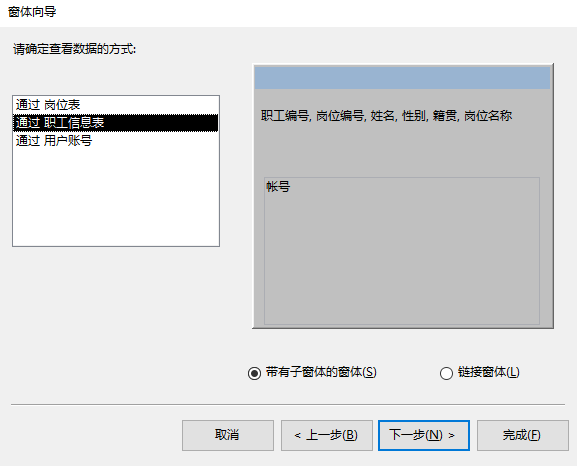 窗体向导
请确定查看数据的方式:
通过 岗位表
通过 职工信息表
通过 用户账号
职工编号, 岗位编号, 姓名, 性别, 籍贯, 岗位名称
帐号
带有子窗体的窗体(S)
链接窗体(L)
取消
< 上一步(B)
下一步(N) >
完成(F)